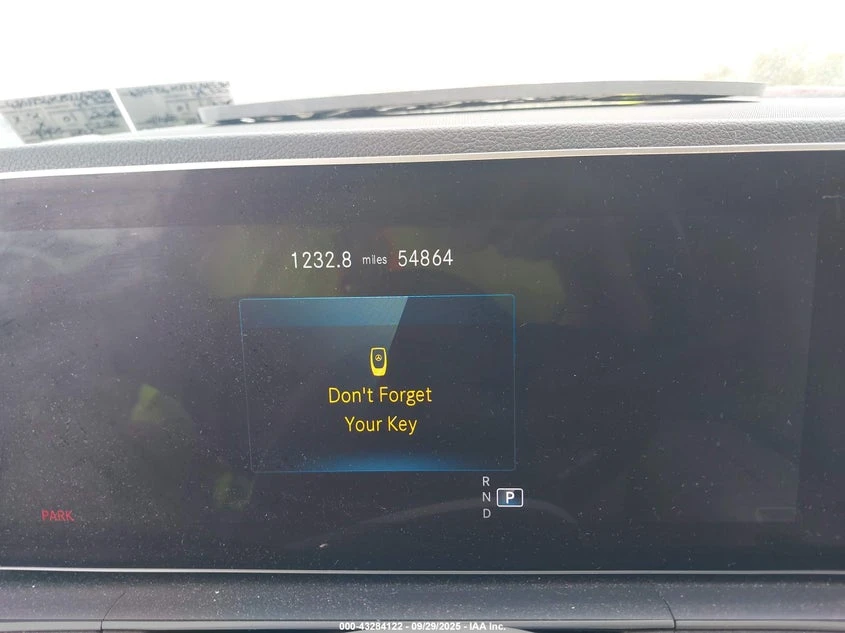 1232.8 miles 54864
Don't Forget
Your Key
R
N P
D
PARK
000-43284122 - 09/29/2025 - IAA Inc.